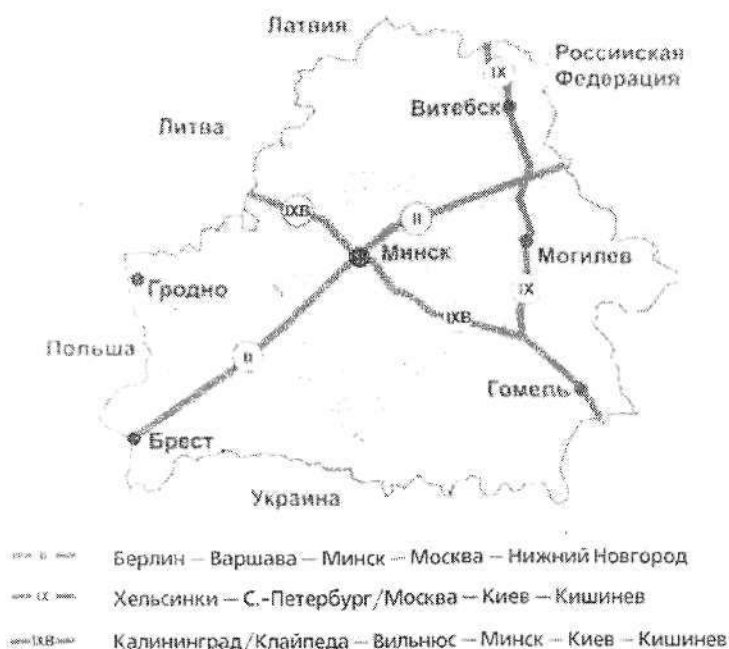 Латвия
Российская
Федерация
IX
Витебск
Литва
IXB
II
Минск
Могилев
Гродно
IX
IXB
Польша
II
Гомель
Брест
Украина
II Берлин – Варшава – Минск – Москва – Нижний Новгород
IX Хельсинки – С.-Петербург/Москва – Киев – Кишинев
IXB Калининград/Клайпеда – Вильнюс – Минск – Киев – Кишинев